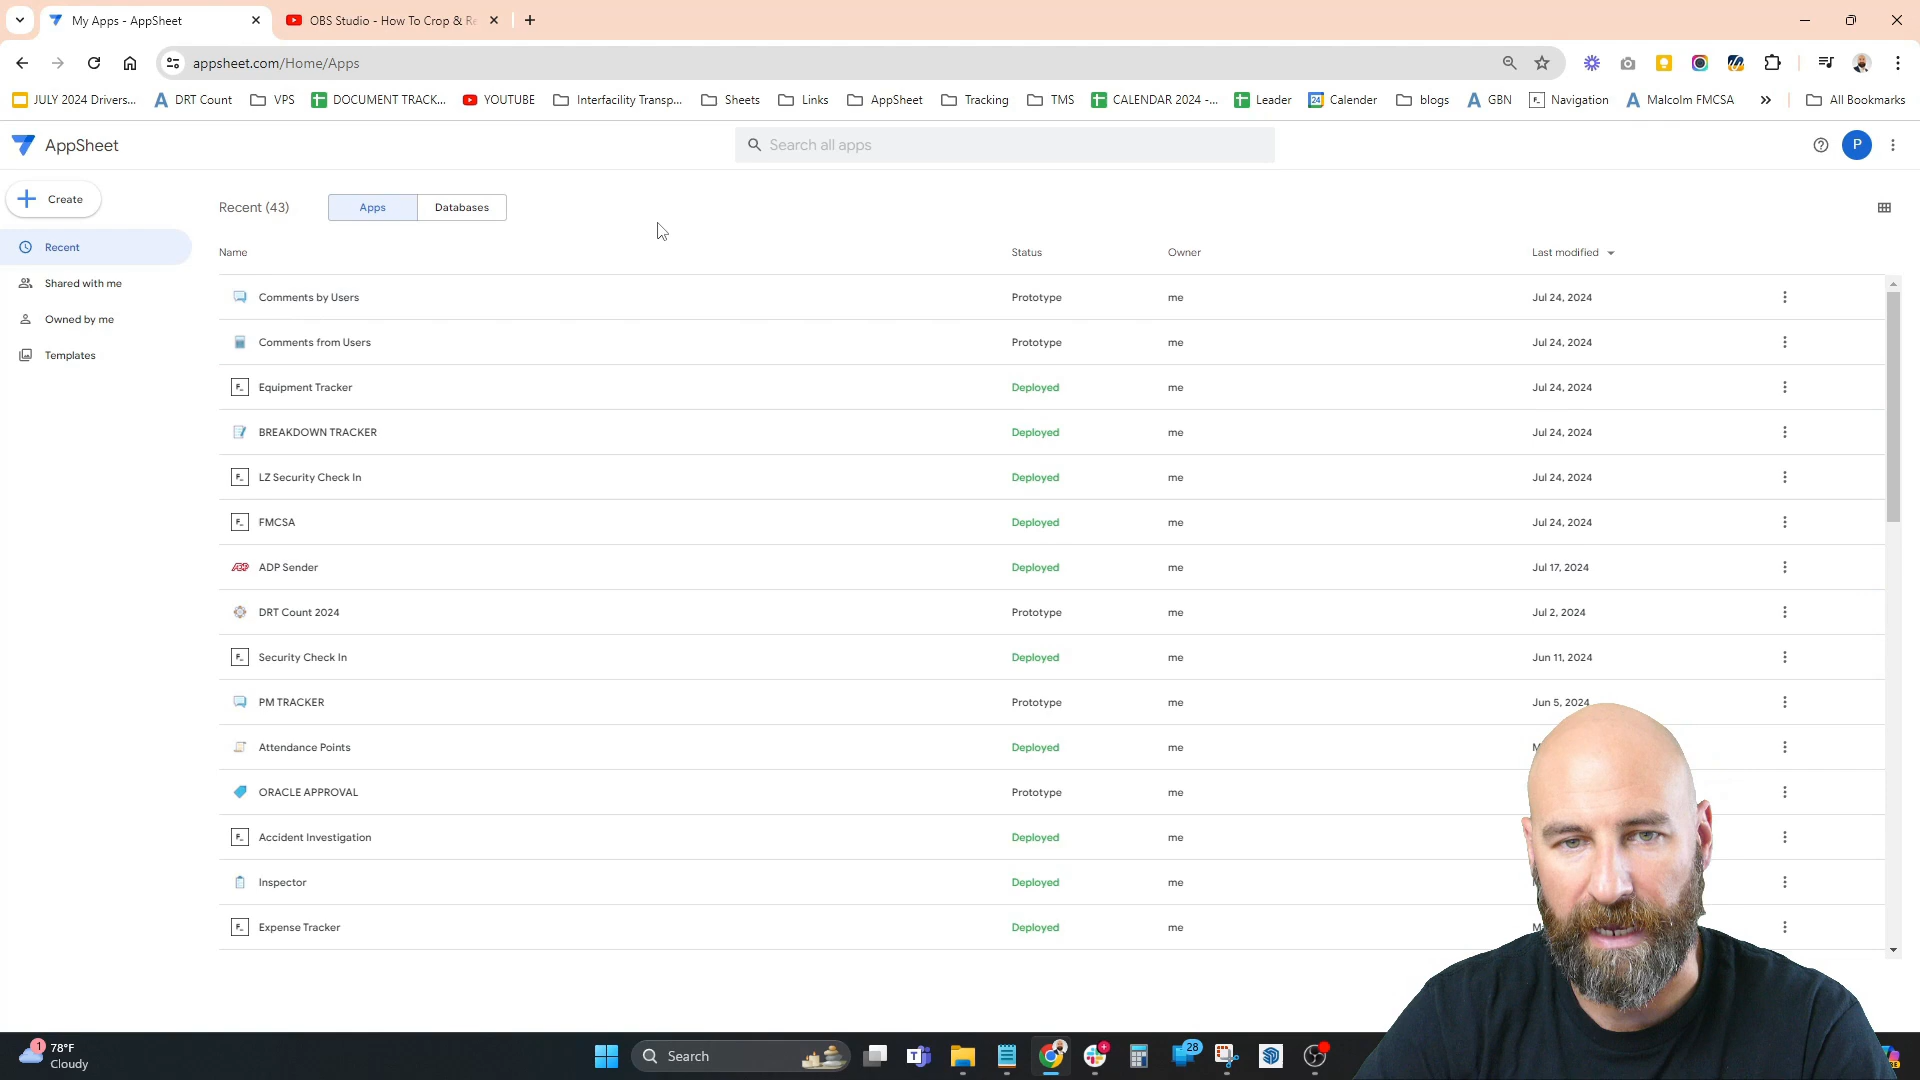 My Apps - AppSheet
OBS Studio - How To Crop & Re
appsheet.com/Home/Apps
JULY 2024 Drivers...
DRT Count
VPS
DOCUMENT TRACK...
YOUTUBE
Interfacility Transp...
Sheets
Links
AppSheet
Tracking
TMS
CALENDAR 2024 -...
Leader
24
Calender
blogs
GBN
Navigation
Malcolm FMCSA
All Bookmarks
AppSheet
Search all apps
P
Create
Recent
Shared with me
Owned by me
Templates
Recent (43)
Apps
Databases
Name Status Owner Last modified
Comments by Users Prototype me Jul 24, 2024
Comments from Users Prototype me Jul 24, 2024
Equipment Tracker Deployed me Jul 24, 2024
BREAKDOWN TRACKER Deployed me Jul 24, 2024
LZ Security Check In Deployed me Jul 24, 2024
FMCSA Deployed me Jul 24, 2024
ADP Sender Deployed me Jul 17, 2024
DRT Count 2024 Prototype me Jul 2, 2024
Security Check In Deployed me Jun 11, 2024
PM TRACKER Prototype me Jun 5, 2024
Attendance Points Deployed me
ORACLE APPROVAL Prototype me
Accident Investigation Deployed me
Inspector Deployed me
Expense Tracker Deployed me
1
78°F
Cloudy
Search
28